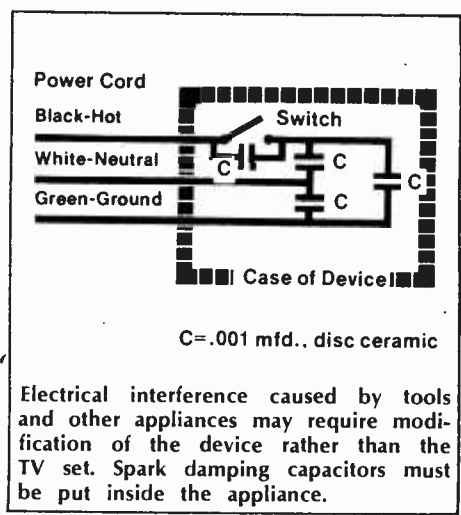 Power Cord
Black-Hot
Switch
White-Neutral
C
C
C
Green-Ground
C
Case of Device
C=.001 mfd., disc ceramic
Electrical interference caused by tools
and other appliances may require modi-
fication of the device rather than the
TV set. Spark damping capacitors must
be put inside the appliance.